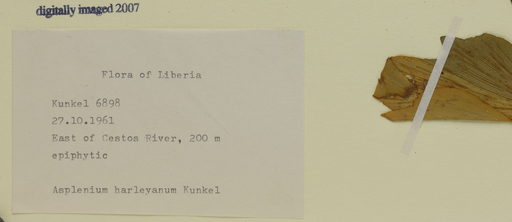 digitally imaged 2007
Flora of Liberia
Kunkel 6898
27.10.1961
East of Cestos River, 200 m
epiphytic
Asplenium harleyanum Kunkel